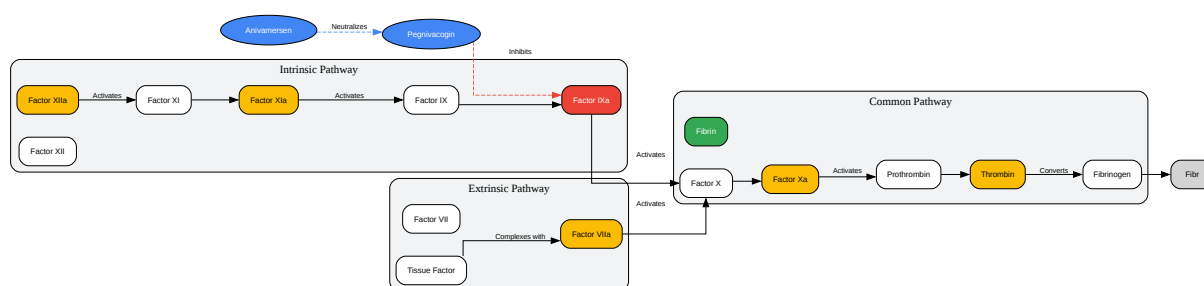 Anivamersen
Neutralizes
Pegnivacogin
Inhibits
Intrinsic Pathway
Factor XIIa
Activates
Factor XI
Factor XIa
Activates
Factor IX
Factor IXa
Factor XII
Common Pathway
Fibrin
Activates
Factor X
Factor Xa
Activates
Prothrombin
Thrombin
Converts
Fibrinogen
Fibr
Activates
Extrinsic Pathway
Factor VII
Complexes with
Factor VIIa
Tissue Factor